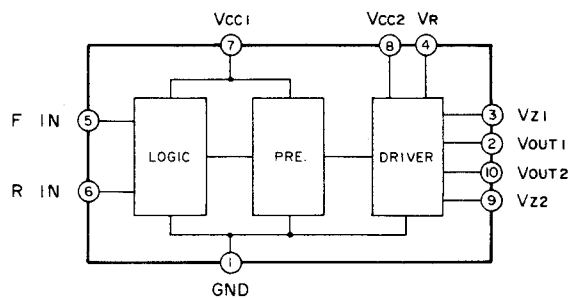 VCC1 VCC2 VR
7 8 4
F IN 5 3 VZ1
LOGIC PRE. DRIVER
2 VOUT1
10 VOUT2
R IN 6 9 VZ2
1
GND